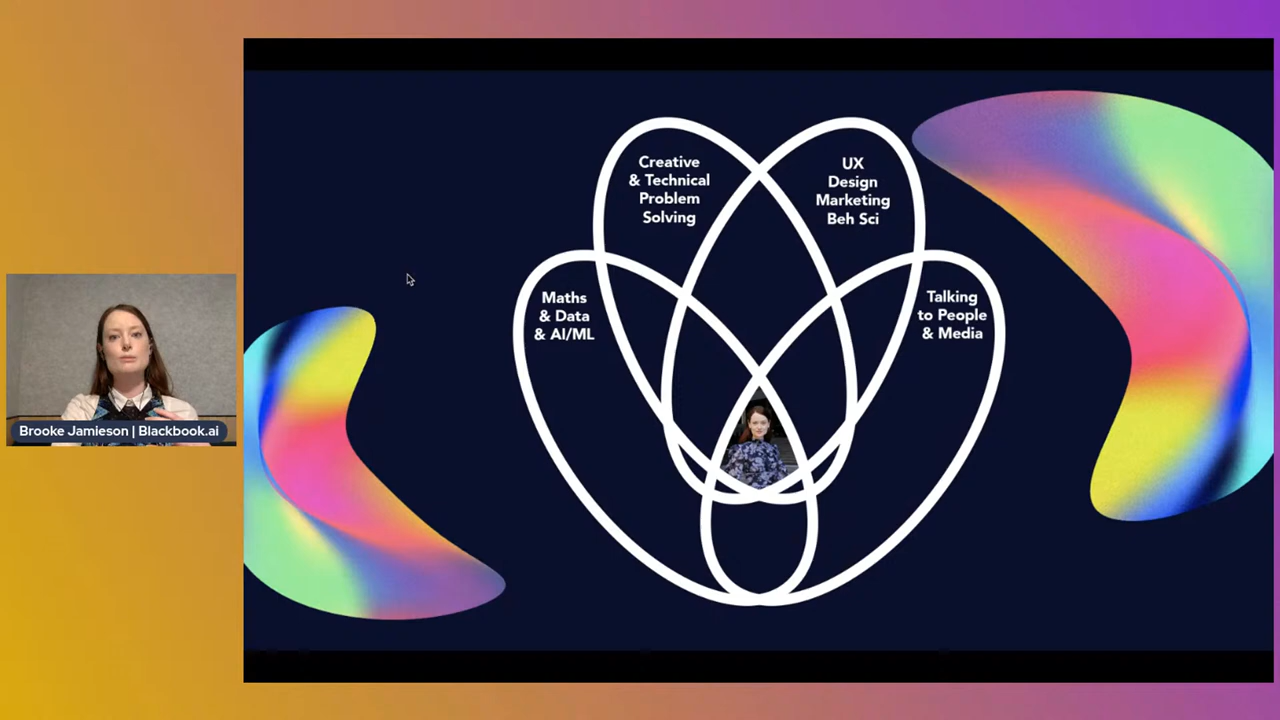 Creative
& Technical
Problem
Solving
UX
Design
Marketing
Beh Sci
Maths
& Data
& AI/ML
Talking
to People
& Media
Brooke Jamieson | Blackbook.ai